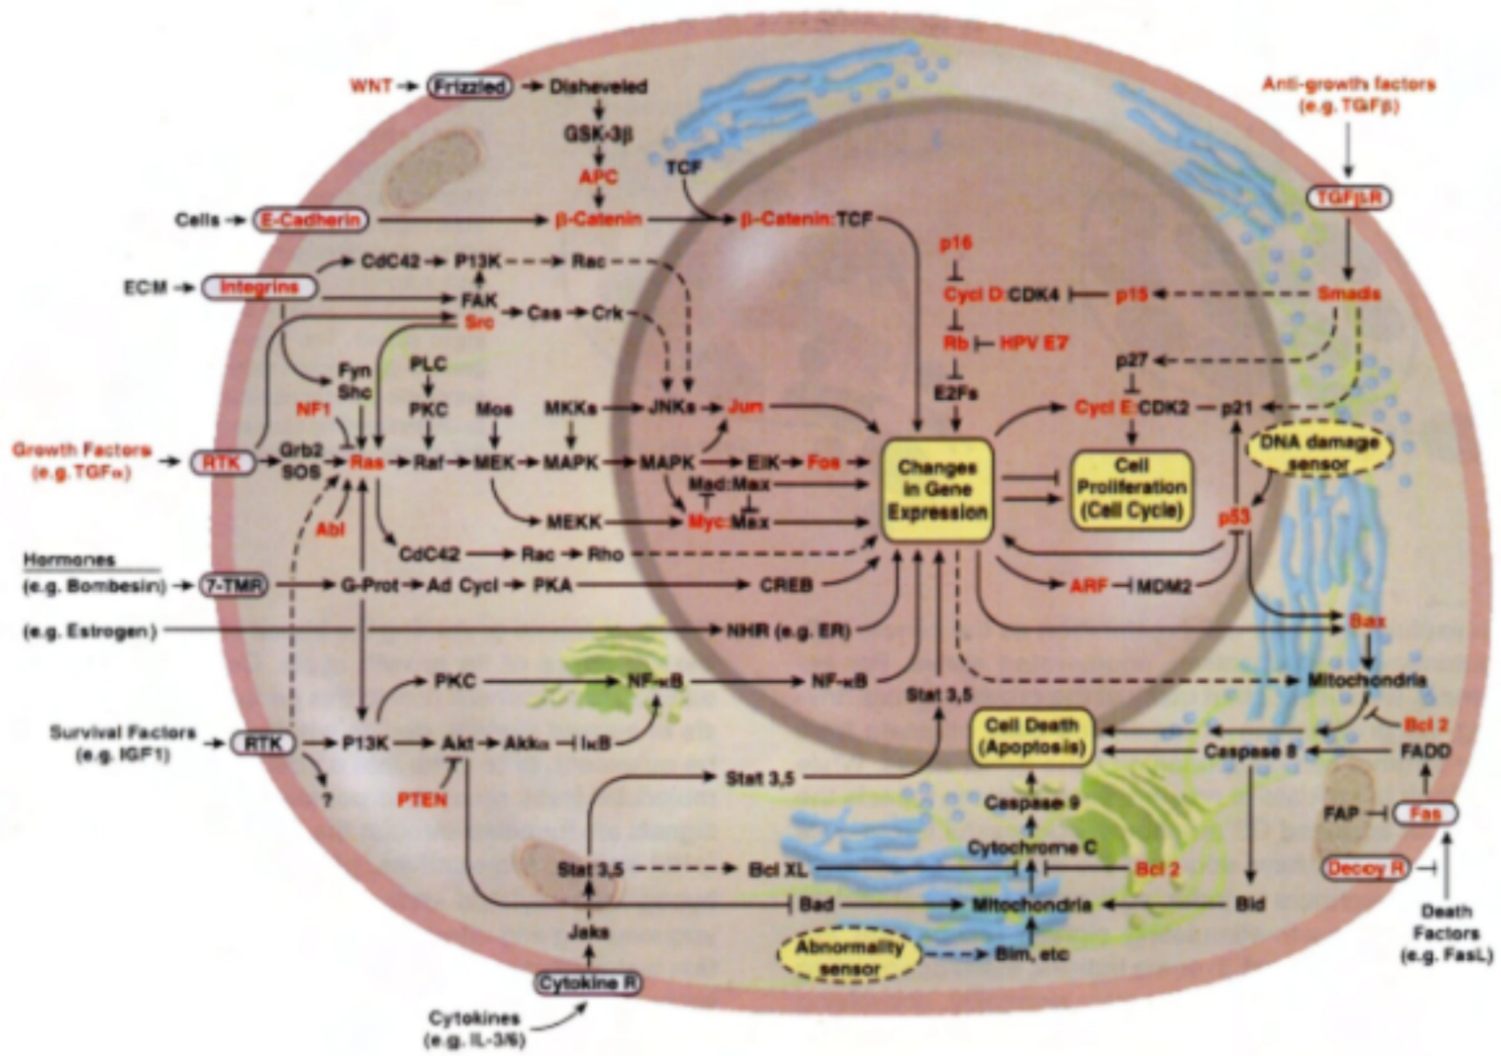 WNT → Frizzled → Disheveled
GSK-3β
APC
TCF
Anti-growth factors
(e.g. TGFβ)
TGFβR
Cells → E-Cadherin
β-Catenin
β-Catenin:TCF
p16
CdC42 → P13K → Rac
ECM → Integrins
FAK
Src
Cas → Crk
Cycl D:CDK4
p15
Smads
Rb
HPV E7
p27
E2Fs
Fyn
Shc
PLC
NF1
PKC
Mos
MKKs
JNKs
Jun
Cycl E:CDK2
p21
DNA damage
sensor
Growth Factors
(e.g. TGFα)
RTK
Grb2
SOS
Ras
Raf
MEK
MAPK
MAPK
ElK
Fos
Mad:Max
Changes
in Gene
Expression
Cell
Proliferation
(Cell Cycle)
Abl
MEKK
Myc:Max
p53
CdC42
Rac
Rho
Hormones
(e.g. Bombesin)
7-TMR
G-Prot
Ad Cycl
PKA
CREB
ARF
MDM2
(e.g. Estrogen)
NHR (e.g. ER)
Bax
PKC
NF-κB
NF-κB
Stat 3,5
Mitochondria
Survival Factors
(e.g. IGF1)
RTK
P13K
Akt
Akkα
IκB
Cell Death
(Apoptosis)
Bcl 2
Caspase 8
FADD
?
PTEN
Stat 3,5
Caspase 9
FAP
Fas
Cytochrome C
Stat 3,5
Bcl XL
Bcl 2
Decoy R
Bad
Mitochondria
Bid
Death
Factors
(e.g. FasL)
Jaks
Abnormality
sensor
Bim, etc
Cytokine R
Cytokines
(e.g. IL-3/6)